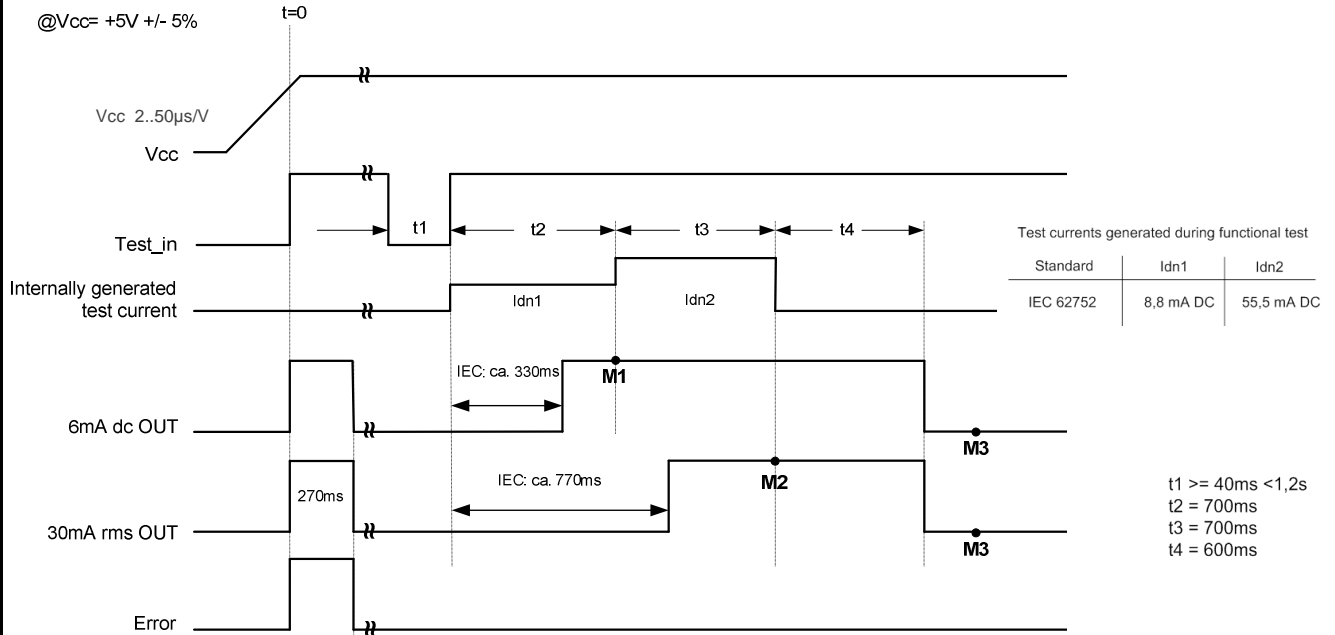 @Vcc= +5V +/- 5%
t=0
Vcc 2..50µs/V
Vcc
Test_in
t1
t2
t3
t4
Internally generated
test current
Idn1
Idn2
Test currents generated during functional test
Standard Idn1 Idn2
IEC 62752 8,8 mA DC 55,5 mA DC
IEC: ca. 330ms
M1
6mA dc OUT
M3
270ms
IEC: ca. 770ms
M2
30mA rms OUT
M3
t1 >= 40ms <1,2s
t2 = 700ms
t3 = 700ms
t4 = 600ms
Error